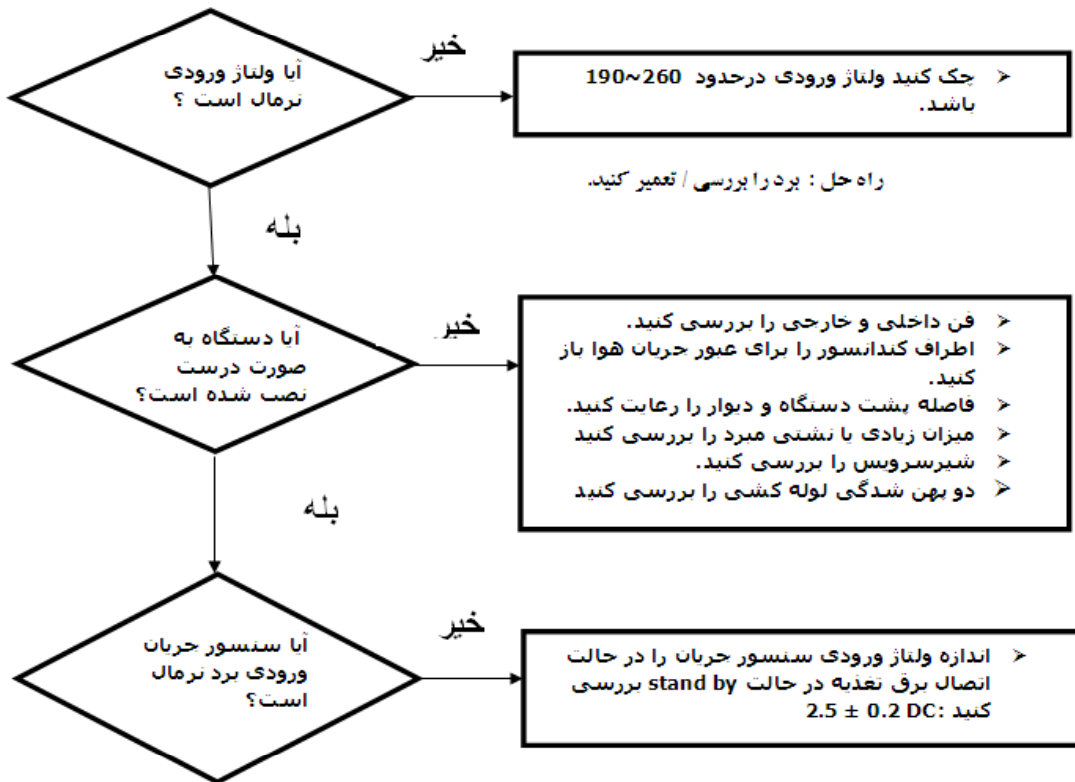 آیا ولتاژ ورودی
نرمال است ؟
خیر
➤ چک کنید ولتاژ ورودی درحدود 260~190
باشد.
راه حل : برد را بررسی / تعمیر کنید.
بله
آیا دستگاه به
صورت درست
نصب شده است؟
خیر
➤ فن داخلی و خارجی را بررسی کنید.
➤ اطراف کندانسور را برای عبور جریان هوا باز
کنید.
➤ فاصله پشت دستگاه و دیوار را رعایت کنید.
➤ میزان زیادی یا نشتی مبرد را بررسی کنید
➤ شیرسرویس را بررسی کنید.
➤ دو پهن شدگی لوله کشی را بررسی کنید
بله
آیا سنسور جریان
ورودی برد نرمال
است؟
خیر
➤ اندازه ولتاژ ورودی سنسور جریان را در حالت
اتصال برق تغذیه در حالت stand by بررسی
کنید :2.5 ± 0.2 DC